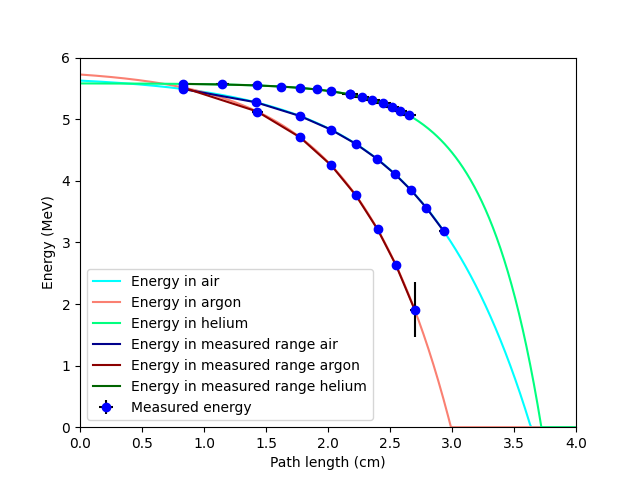 6
5
4
3
2
1
0
Energy (MeV)
Energy in air
Energy in argon
Energy in helium
Energy in measured range air
Energy in measured range argon
Energy in measured range helium
Measured energy
0.0 0.5 1.0 1.5 2.0 2.5 3.0 3.5 4.0
Path length (cm)